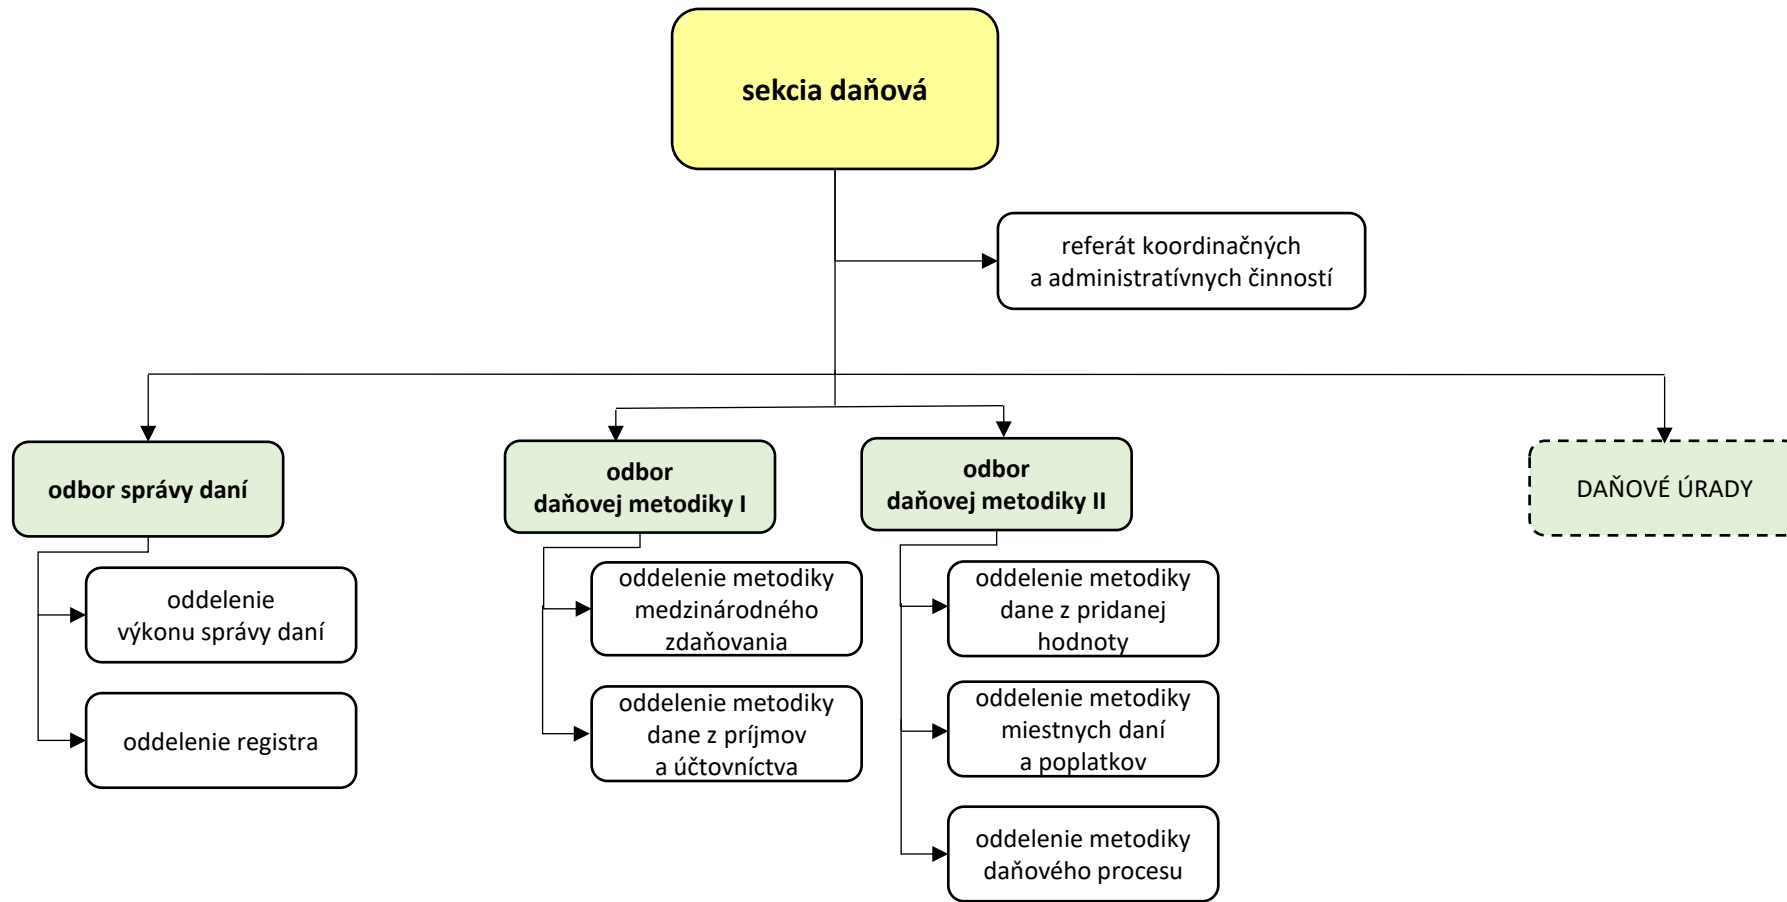 sekcia daňová
referát koordinačných
a administratívnych činností
odbor správy daní
oddelenie
výkonu správy daní
oddelenie registra
odbor
daňovej metodiky I
oddelenie metodiky
medzinárodného
zdaňovania
oddelenie metodiky
dane z príjmov
a účtovníctva
odbor
daňovej metodiky II
oddelenie metodiky
dane z pridanej
hodnoty
oddelenie metodiky
miestnych daní
a poplatkov
oddelenie metodiky
daňového procesu
DAŇOVÉ ÚRADY